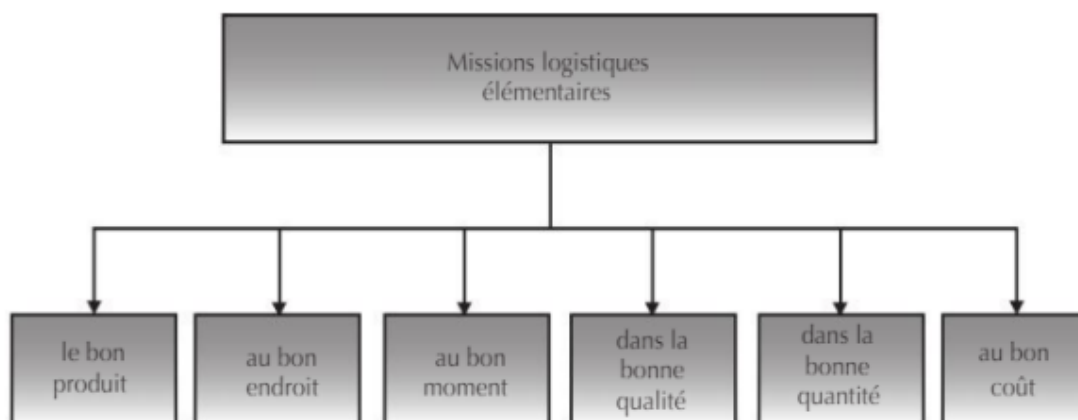 Missions logistiques
élémentaires
le bon
produit
au bon
endroit
au bon
moment
dans la
bonne
qualité
dans la
bonne
quantité
au bon
coût